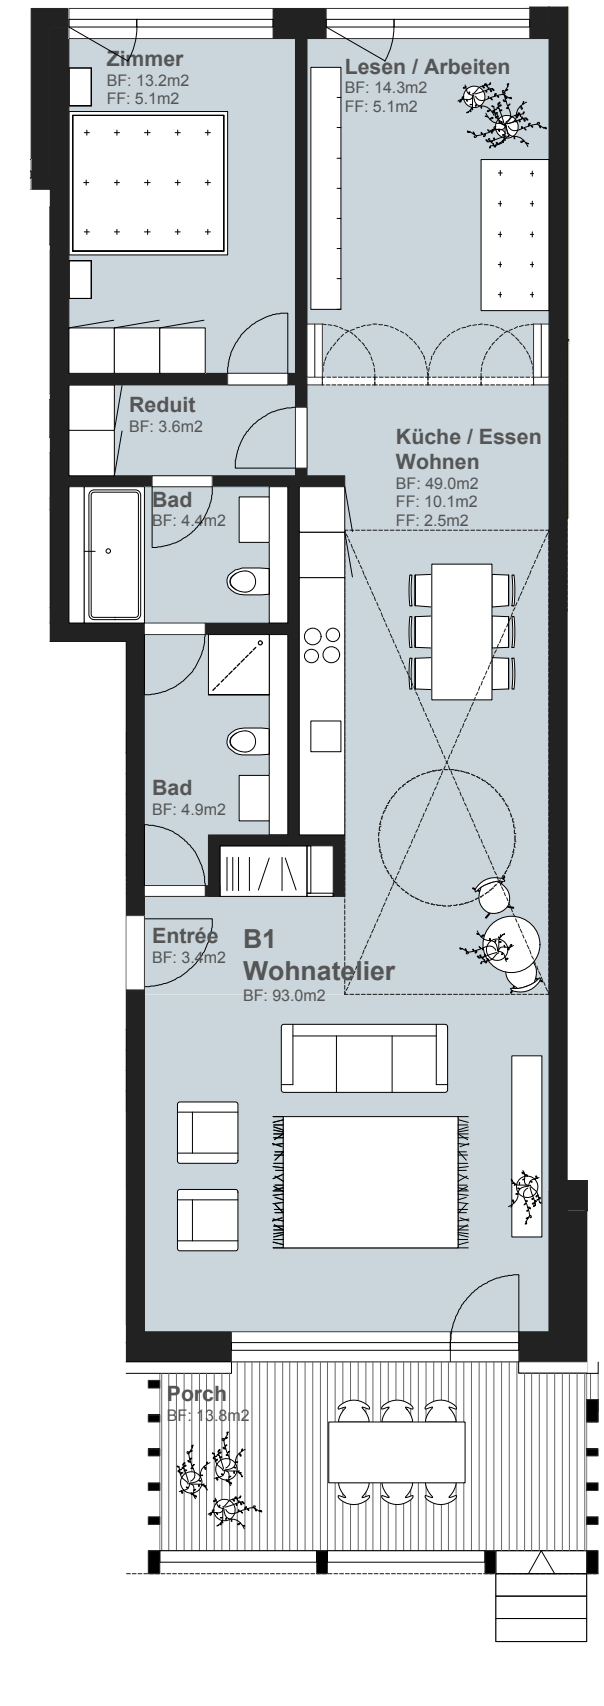 Zimmer
BF: 13.2m2
FF: 5.1m2
Lesen / Arbeiten
BF: 14.3m2
FF: 5.1m2
Reduit
BF: 3.6m2
Küche / Essen
Wohnen
BF: 49.0m2
FF: 10.1m2
FF: 2.5m2
Bad
BF: 4.4m2
Bad
BF: 4.9m2
Entrée
BF: 3.4m2
B1
Wohnatelier
BF: 93.0m2
Porch
BF: 13.8m2